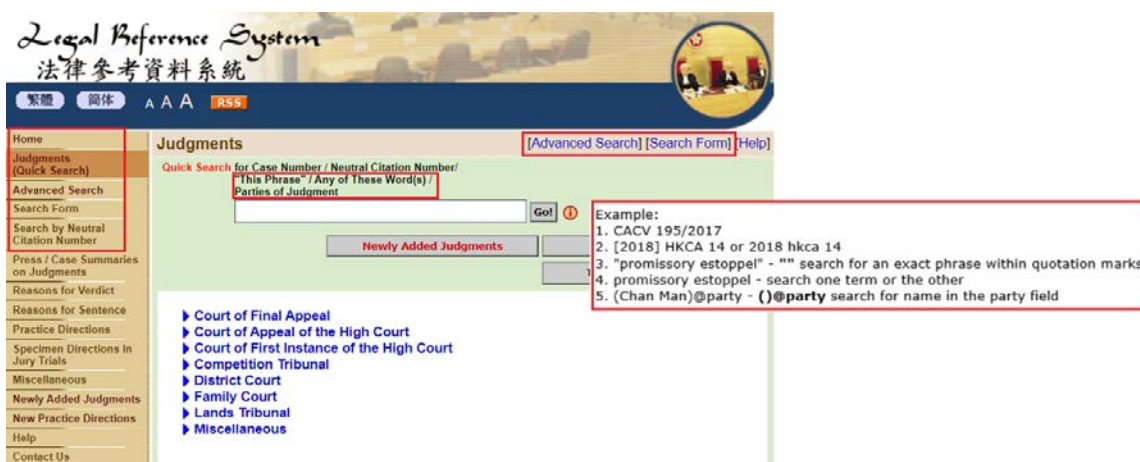 Legal Reference System
法律參考資料系統
繁體 简体 A A A RSS
Home
Judgments
(Quick Search)
Advanced Search
Search Form
Search by Neutral
Citation Number
Press / Case Summaries
on Judgments
Reasons for Verdict
Reasons for Sentence
Practice Directions
Specimen Directions In
Jury Trials
Miscellaneous
Newly Added Judgments
New Practice Directions
Help
Contact Us
Judgments [Advanced Search] [Search Form] [Help]
Quick Search for Case Number / Neutral Citation Number/
"This Phrase" / Any of These Word(s) /
Parties of Judgment
Go!
Newly Added Judgments
Example:
1. CACV 195/2017
2. [2018] HKCA 14 or 2018 hkca 14
3. "promissory estoppel" - "" search for an exact phrase within quotation marks
4. promissory estoppel - search one term or the other
5. (Chan Man)@party - ()@party search for name in the party field
Court of Final Appeal
Court of Appeal of the High Court
Court of First Instance of the High Court
Competition Tribunal
District Court
Family Court
Lands Tribunal
Miscellaneous